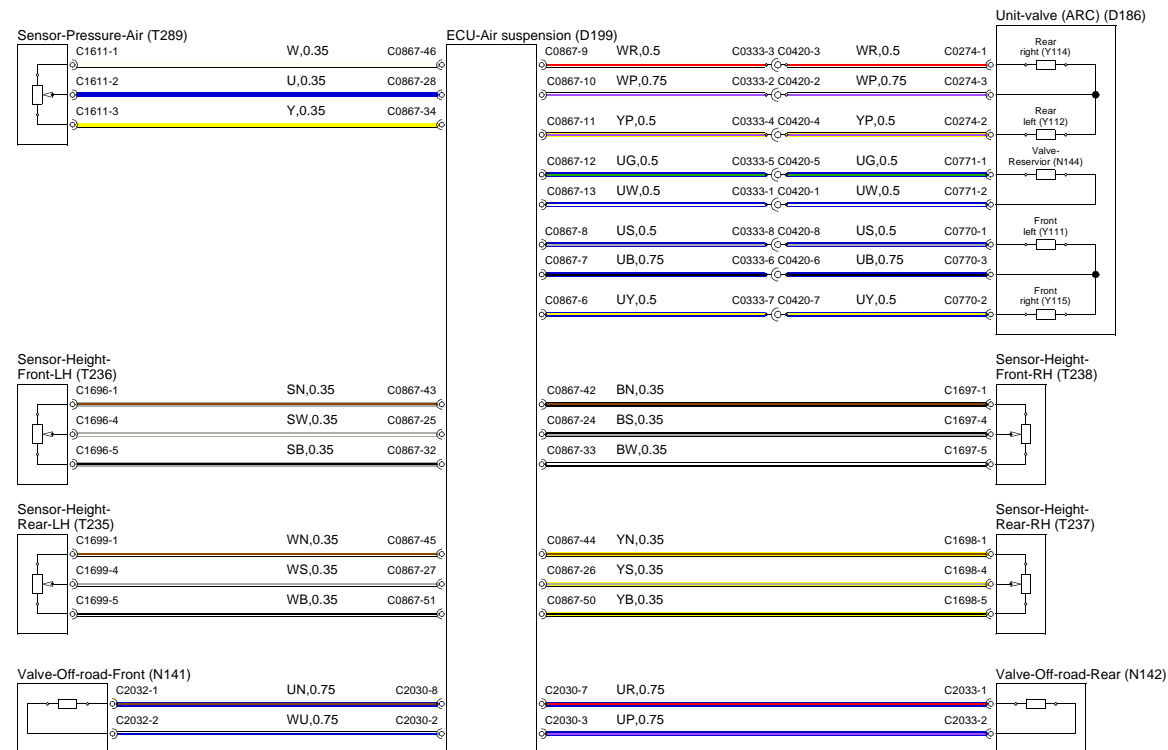 Unit-valve (ARC) (D186)
Sensor-Pressure-Air (T289)
ECU-Air suspension (D199)
C1611-1 W,0.35 C0867-46
C0867-9 WR,0.5 C0333-3 C0420-3 WR,0.5 C0274-1
Rear
right (Y114)
C1611-2 U,0.35 C0867-28
C0867-10 WP,0.75 C0333-2 C0420-2 WP,0.75 C0274-3
C1611-3 Y,0.35 C0867-34
C0867-11 YP,0.5 C0333-4 C0420-4 YP,0.5 C0274-2
Rear
left (Y112)
C0867-12 UG,0.5 C0333-5 C0420-5 UG,0.5 C0771-1
Valve-
Reservior (N144)
C0867-13 UW,0.5 C0333-1 C0420-1 UW,0.5 C0771-2
C0867-8 US,0.5 C0333-8 C0420-8 US,0.5 C0770-1
Front
left (Y111)
C0867-7 UB,0.75 C0333-6 C0420-6 UB,0.75 C0770-3
C0867-6 UY,0.5 C0333-7 C0420-7 UY,0.5 C0770-2
Front
right (Y115)
Sensor-Height-
Front-LH (T236)
Sensor-Height-
Front-RH (T238)
C1696-1 SN,0.35 C0867-43
C0867-42 BN,0.35 C1697-1
C1696-4 SW,0.35 C0867-25
C0867-24 BS,0.35 C1697-4
C1696-5 SB,0.35 C0867-32
C0867-33 BW,0.35 C1697-5
Sensor-Height-
Rear-LH (T235)
Sensor-Height-
Rear-RH (T237)
C1699-1 WN,0.35 C0867-45
C0867-44 YN,0.35 C1698-1
C1699-4 WS,0.35 C0867-27
C0867-26 YS,0.35 C1698-4
C1699-5 WB,0.35 C0867-51
C0867-50 YB,0.35 C1698-5
Valve-Off-road-Front (N141)
Valve-Off-road-Rear (N142)
C2032-1 UN,0.75 C2030-8
C2030-7 UR,0.75 C2033-1
C2032-2 WU,0.75 C2030-2
C2030-3 UP,0.75 C2033-2